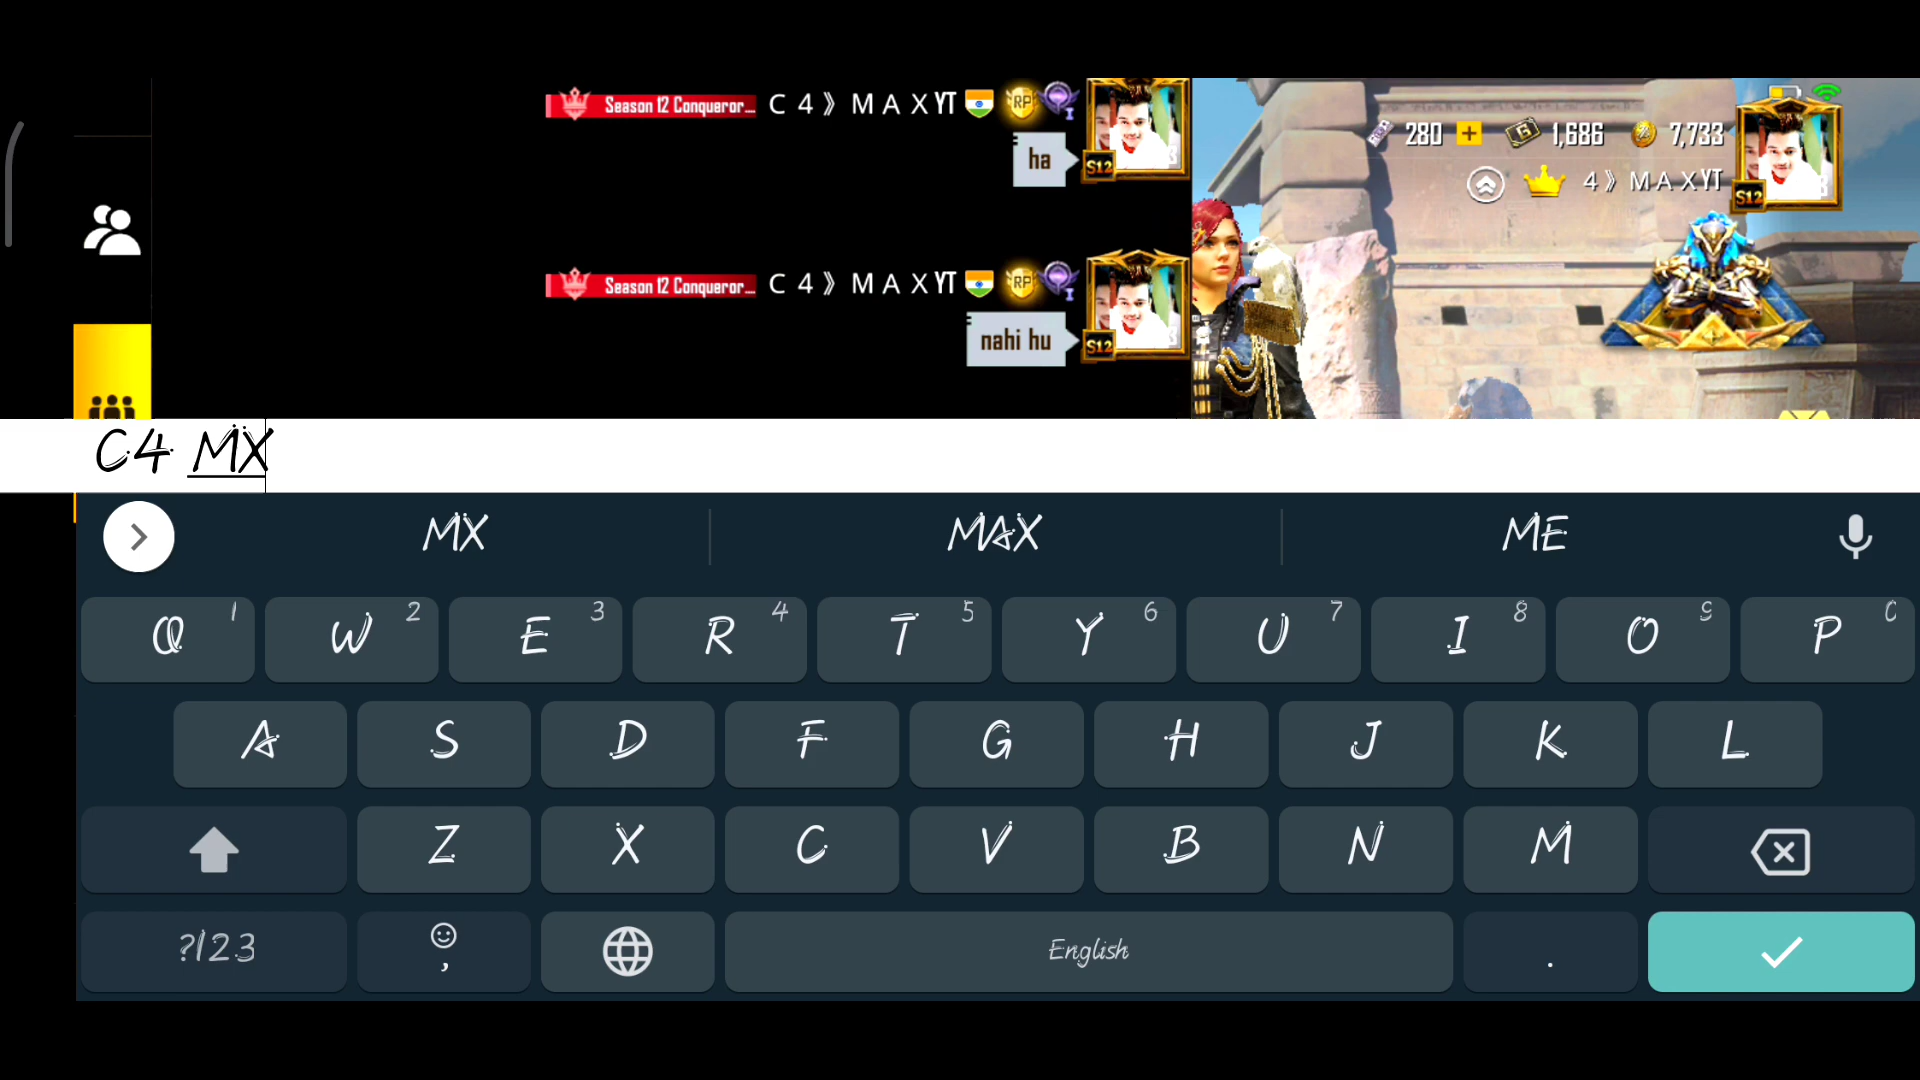 Season 12 Conqueror... C 4 》 M A X YT RP I
ha
S12
280 + 1,686 7,733
4 》 M A X YT
S12
Season 12 Conqueror... C 4 》 M A X YT RP I
nahi hu
S12
C4 MX
MX MAX ME
Q 1 W 2 E 3 R 4 T 5 Y 6 U 7 I 8 O 9 P 0
A S D F G H J K L
Z X C V B N M
?123 , English .